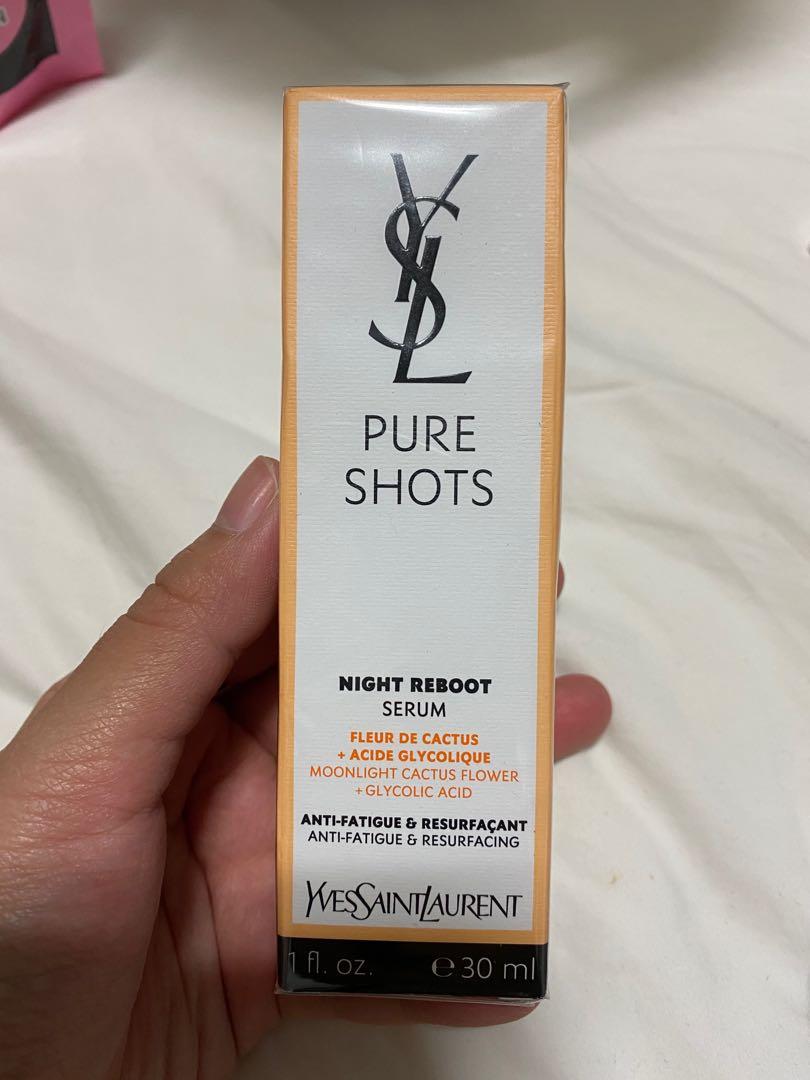 YSL
PURE
SHOTS
NIGHT REBOOT
SERUM
FLEUR DE CACTUS
+ ACIDE GLYCOLIQUE
MOONLIGHT CACTUS FLOWER
+ GLYCOLIC ACID
ANTI-FATIGUE & RESURFAÇANT
ANTI-FATIGUE & RESURFACING
YVESSAINTLAURENT
1 fl. oz. ℮ 30 ml